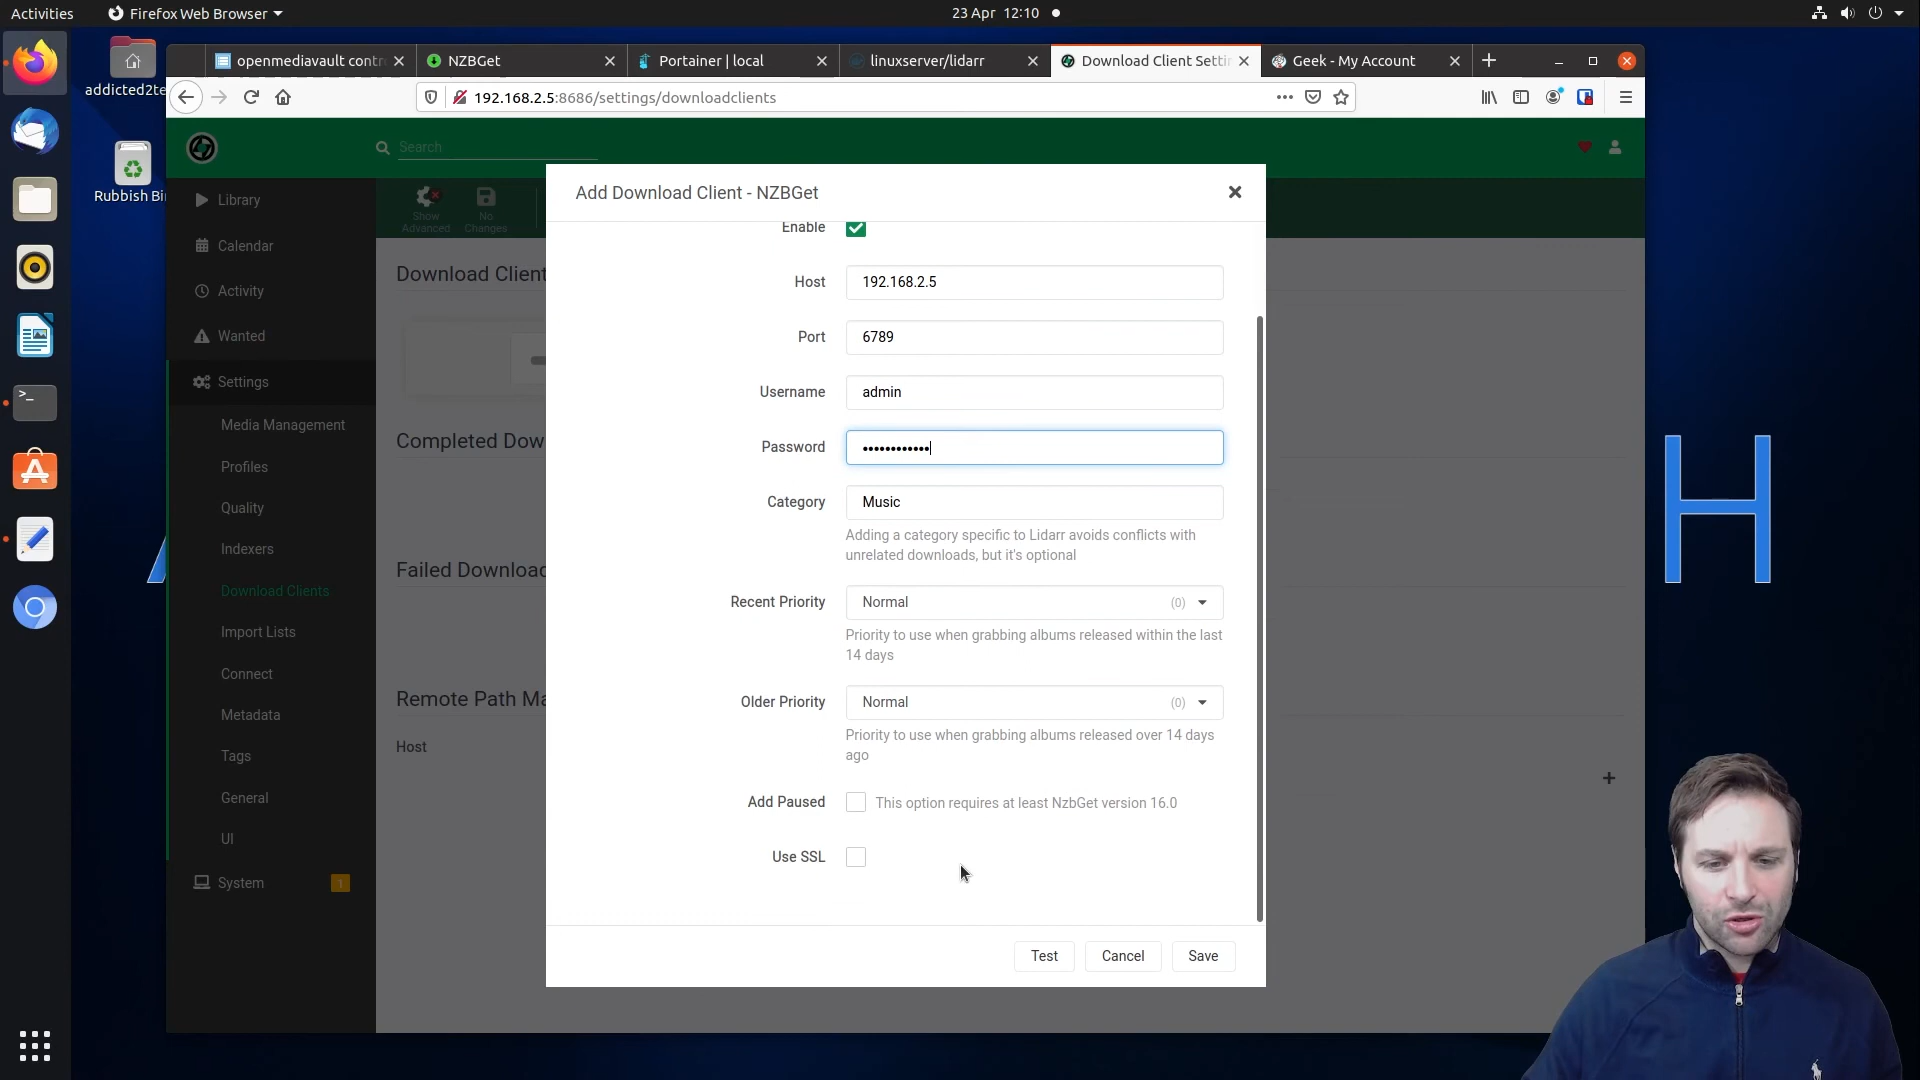 Activities
Firefox Web Browser
23 Apr 12:10
addicted2te
Rubbish Bi
openmediavault contr
NZBGet
Portainer | local
linuxserver/lidarr
Download Client Setti
Geek - My Account
192.168.2.5:8686/settings/downloadclients
Search
Library
Calendar
Activity
Wanted
Settings
Media Management
Profiles
Quality
Indexers
Download Clients
Import Lists
Connect
Metadata
Tags
General
UI
System
1
Show Advanced
No Changes
Download Client
Completed Dow
Failed Download
Remote Path Ma
Host
Add Download Client - NZBGet
Enable
Host
192.168.2.5
Port
6789
Username
admin
Password
••••••••••••
Category
Music
Adding a category specific to Lidarr avoids conflicts with
unrelated downloads, but it's optional
Recent Priority
Normal (0)
Priority to use when grabbing albums released within the last
14 days
Older Priority
Normal (0)
Priority to use when grabbing albums released over 14 days
ago
Add Paused
This option requires at least NzbGet version 16.0
Use SSL
Test
Cancel
Save
H